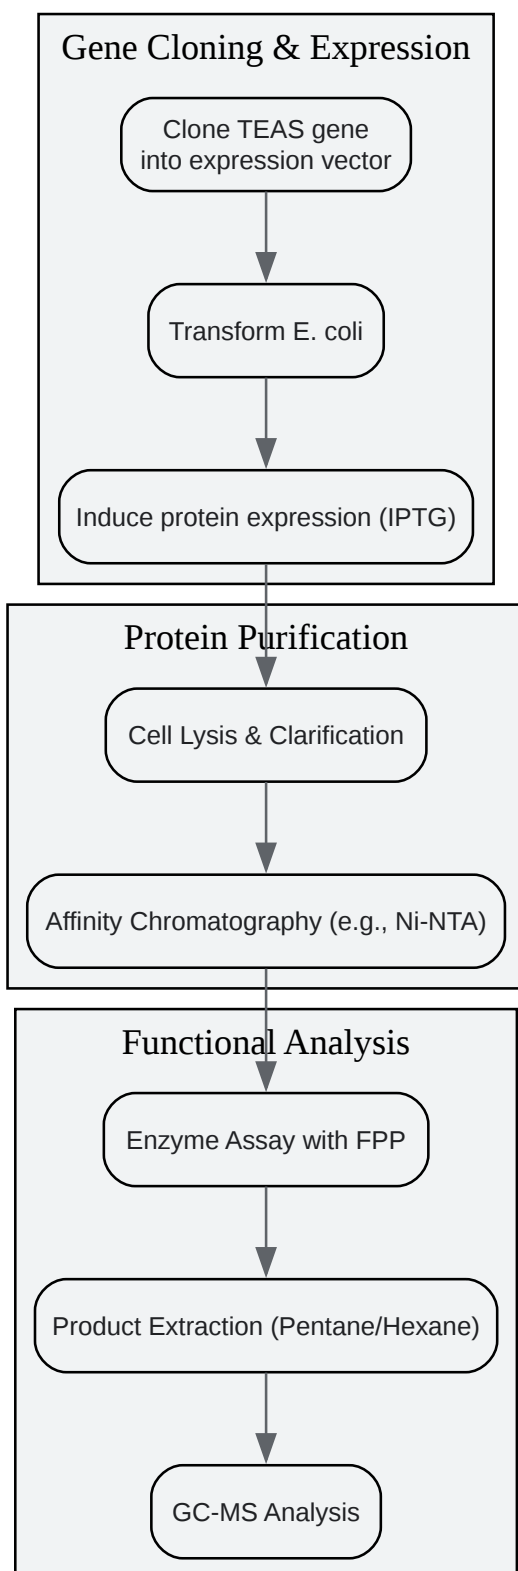 Gene Cloning & Expression
Clone TEAS gene
into expression vector
Transform E. coli
Induce protein expression (IPTG)
Protein Purification
Cell Lysis & Clarification
Affinity Chromatography (e.g., Ni-NTA)
Functional Analysis
Enzyme Assay with FPP
Product Extraction (Pentane/Hexane)
GC-MS Analysis